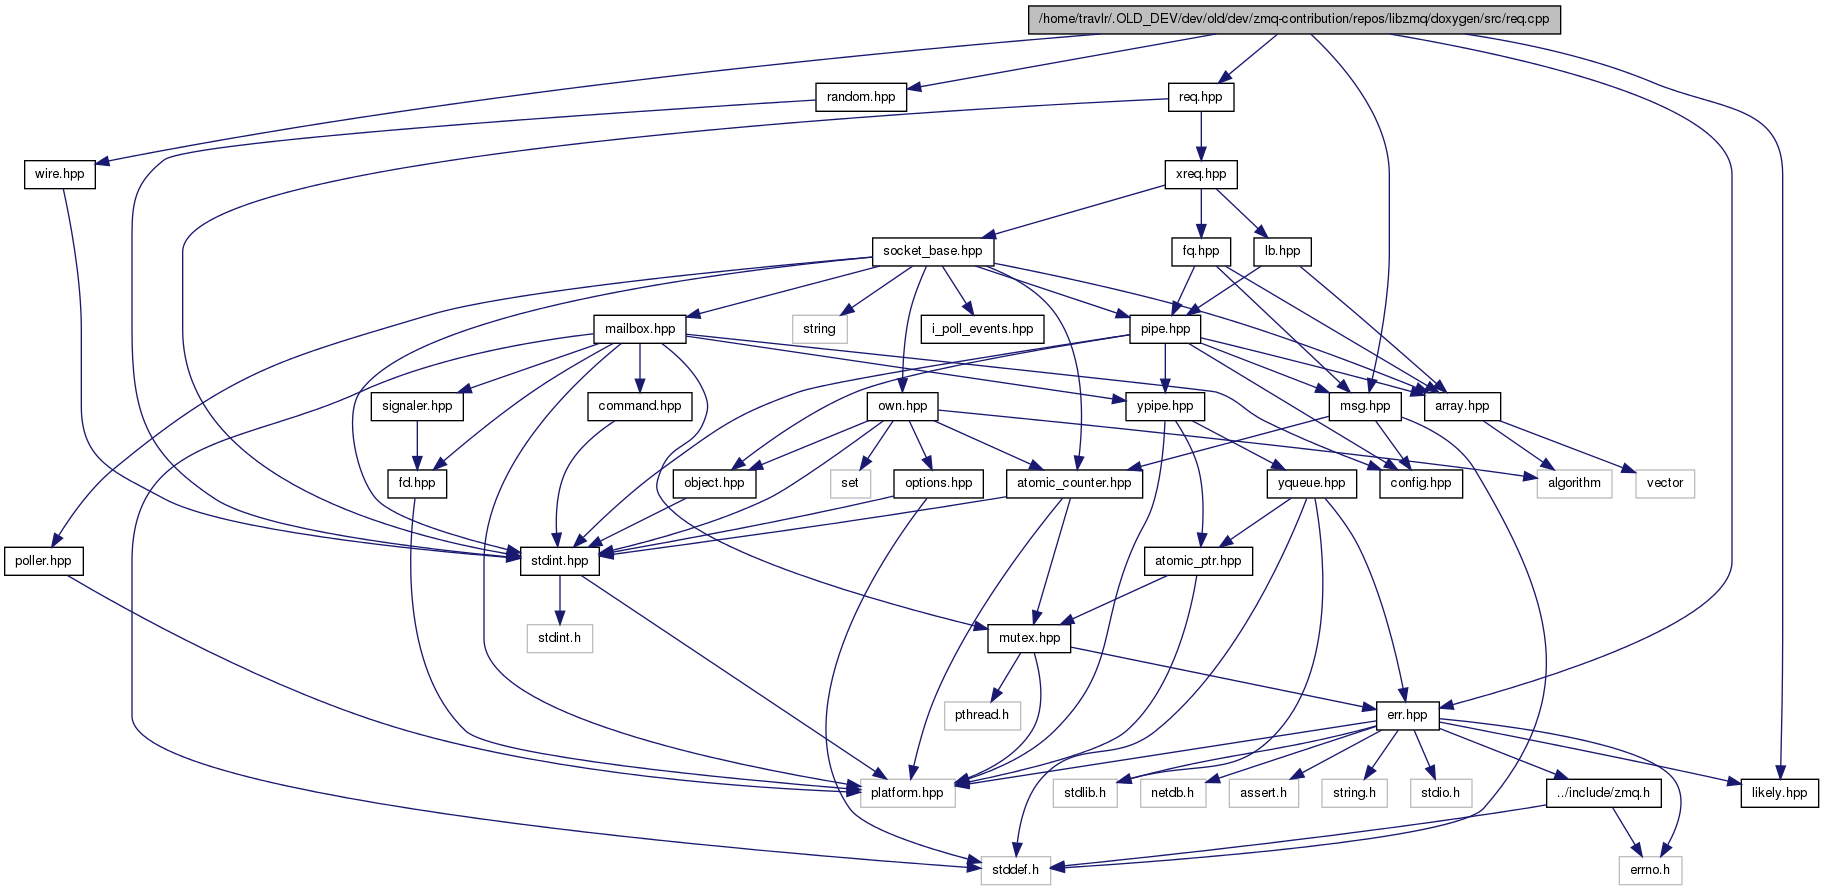 /home/travlr/.OLD_DEV/dev/old/dev/zmq-contribution/repos/libzmq/doxygen/src/req.cpp
random.hpp
req.hpp
wire.hpp
xreq.hpp
socket_base.hpp
fq.hpp
lb.hpp
mailbox.hpp
string
i_poll_events.hpp
pipe.hpp
signaler.hpp
command.hpp
own.hpp
ypipe.hpp
msg.hpp
array.hpp
fd.hpp
object.hpp
set
options.hpp
atomic_counter.hpp
yqueue.hpp
config.hpp
algorithm
vector
poller.hpp
stdint.hpp
atomic_ptr.hpp
stdint.h
mutex.hpp
pthread.h
err.hpp
platform.hpp
stdlib.h
netdb.h
assert.h
string.h
stdio.h
../include/zmq.h
likely.hpp
stddef.h
errno.h